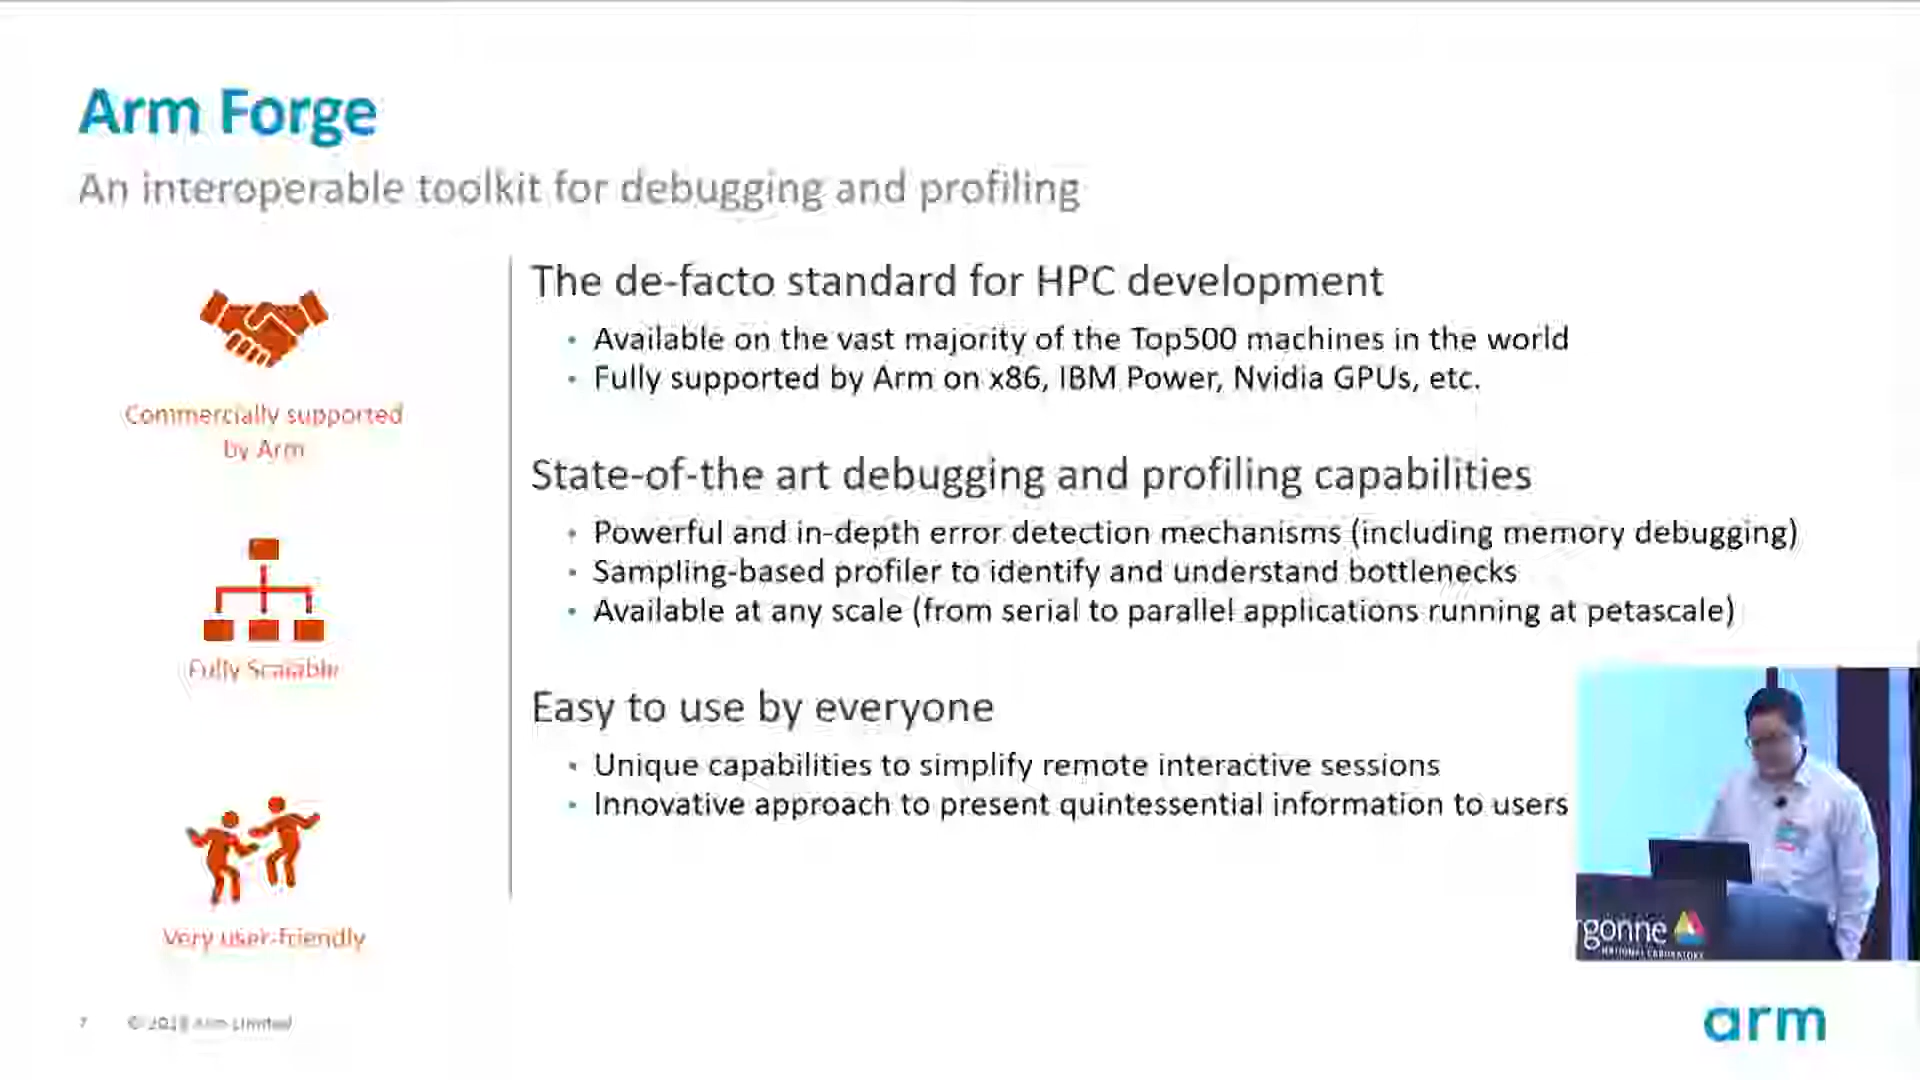 Arm Forge
An interoperable toolkit for debugging and profiling
Commercially supported
by Arm
Fully Scalable
Very user-friendly
The de-facto standard for HPC development
• Available on the vast majority of the Top500 machines in the world
• Fully supported by Arm on x86, IBM Power, Nvidia GPUs, etc.
State-of-the art debugging and profiling capabilities
• Powerful and in-depth error detection mechanisms (including memory debugging)
• Sampling-based profiler to identify and understand bottlenecks
• Available at any scale (from serial to parallel applications running at petascale)
Easy to use by everyone
• Unique capabilities to simplify remote interactive sessions
• Innovative approach to present quintessential information to users
rgonne
NATIONAL LABORATORY
7 © Arm Limited
arm